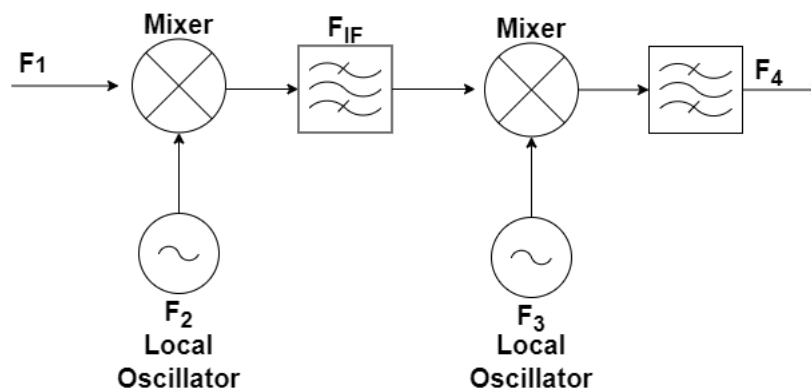 F1
Mixer
FIF
Mixer
F4
F2
Local
Oscillator
F3
Local
Oscillator